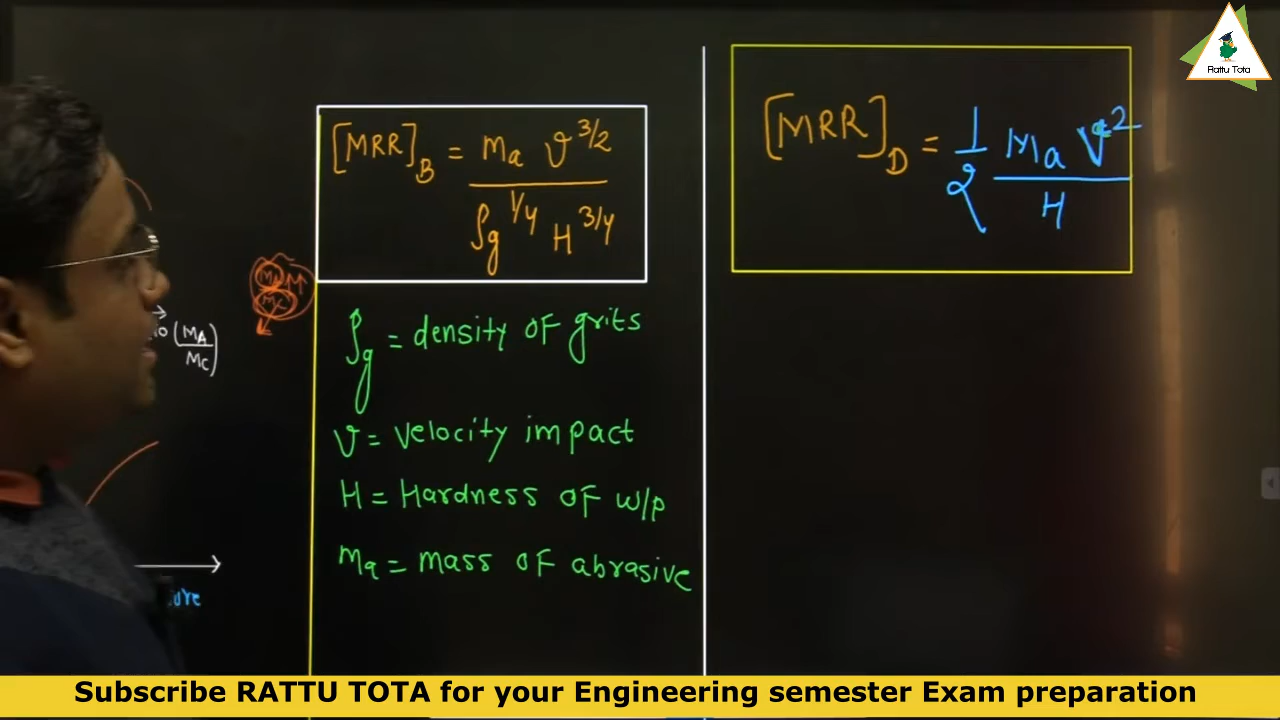 Rattu Tota
[MRR]B = ma v^3/2 / ρg^1/4 H^3/4
[MRR]D = 1/2 Ma V^2 / H
MA
MC
(MA/MC)
ρg = density of grits
v = velocity impact
H = Hardness of w/p
ma = mass of abrasive
Subscribe RATTU TOTA for your Engineering semester Exam preparation